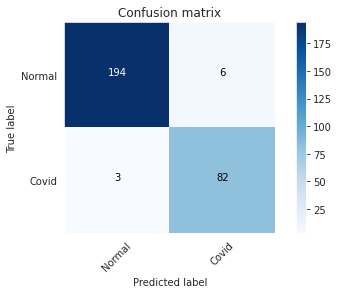 Confusion matrix
True label
Normal
194
6
Covid
3
82
Normal
Covid
Predicted label
175
150
125
100
75
50
25